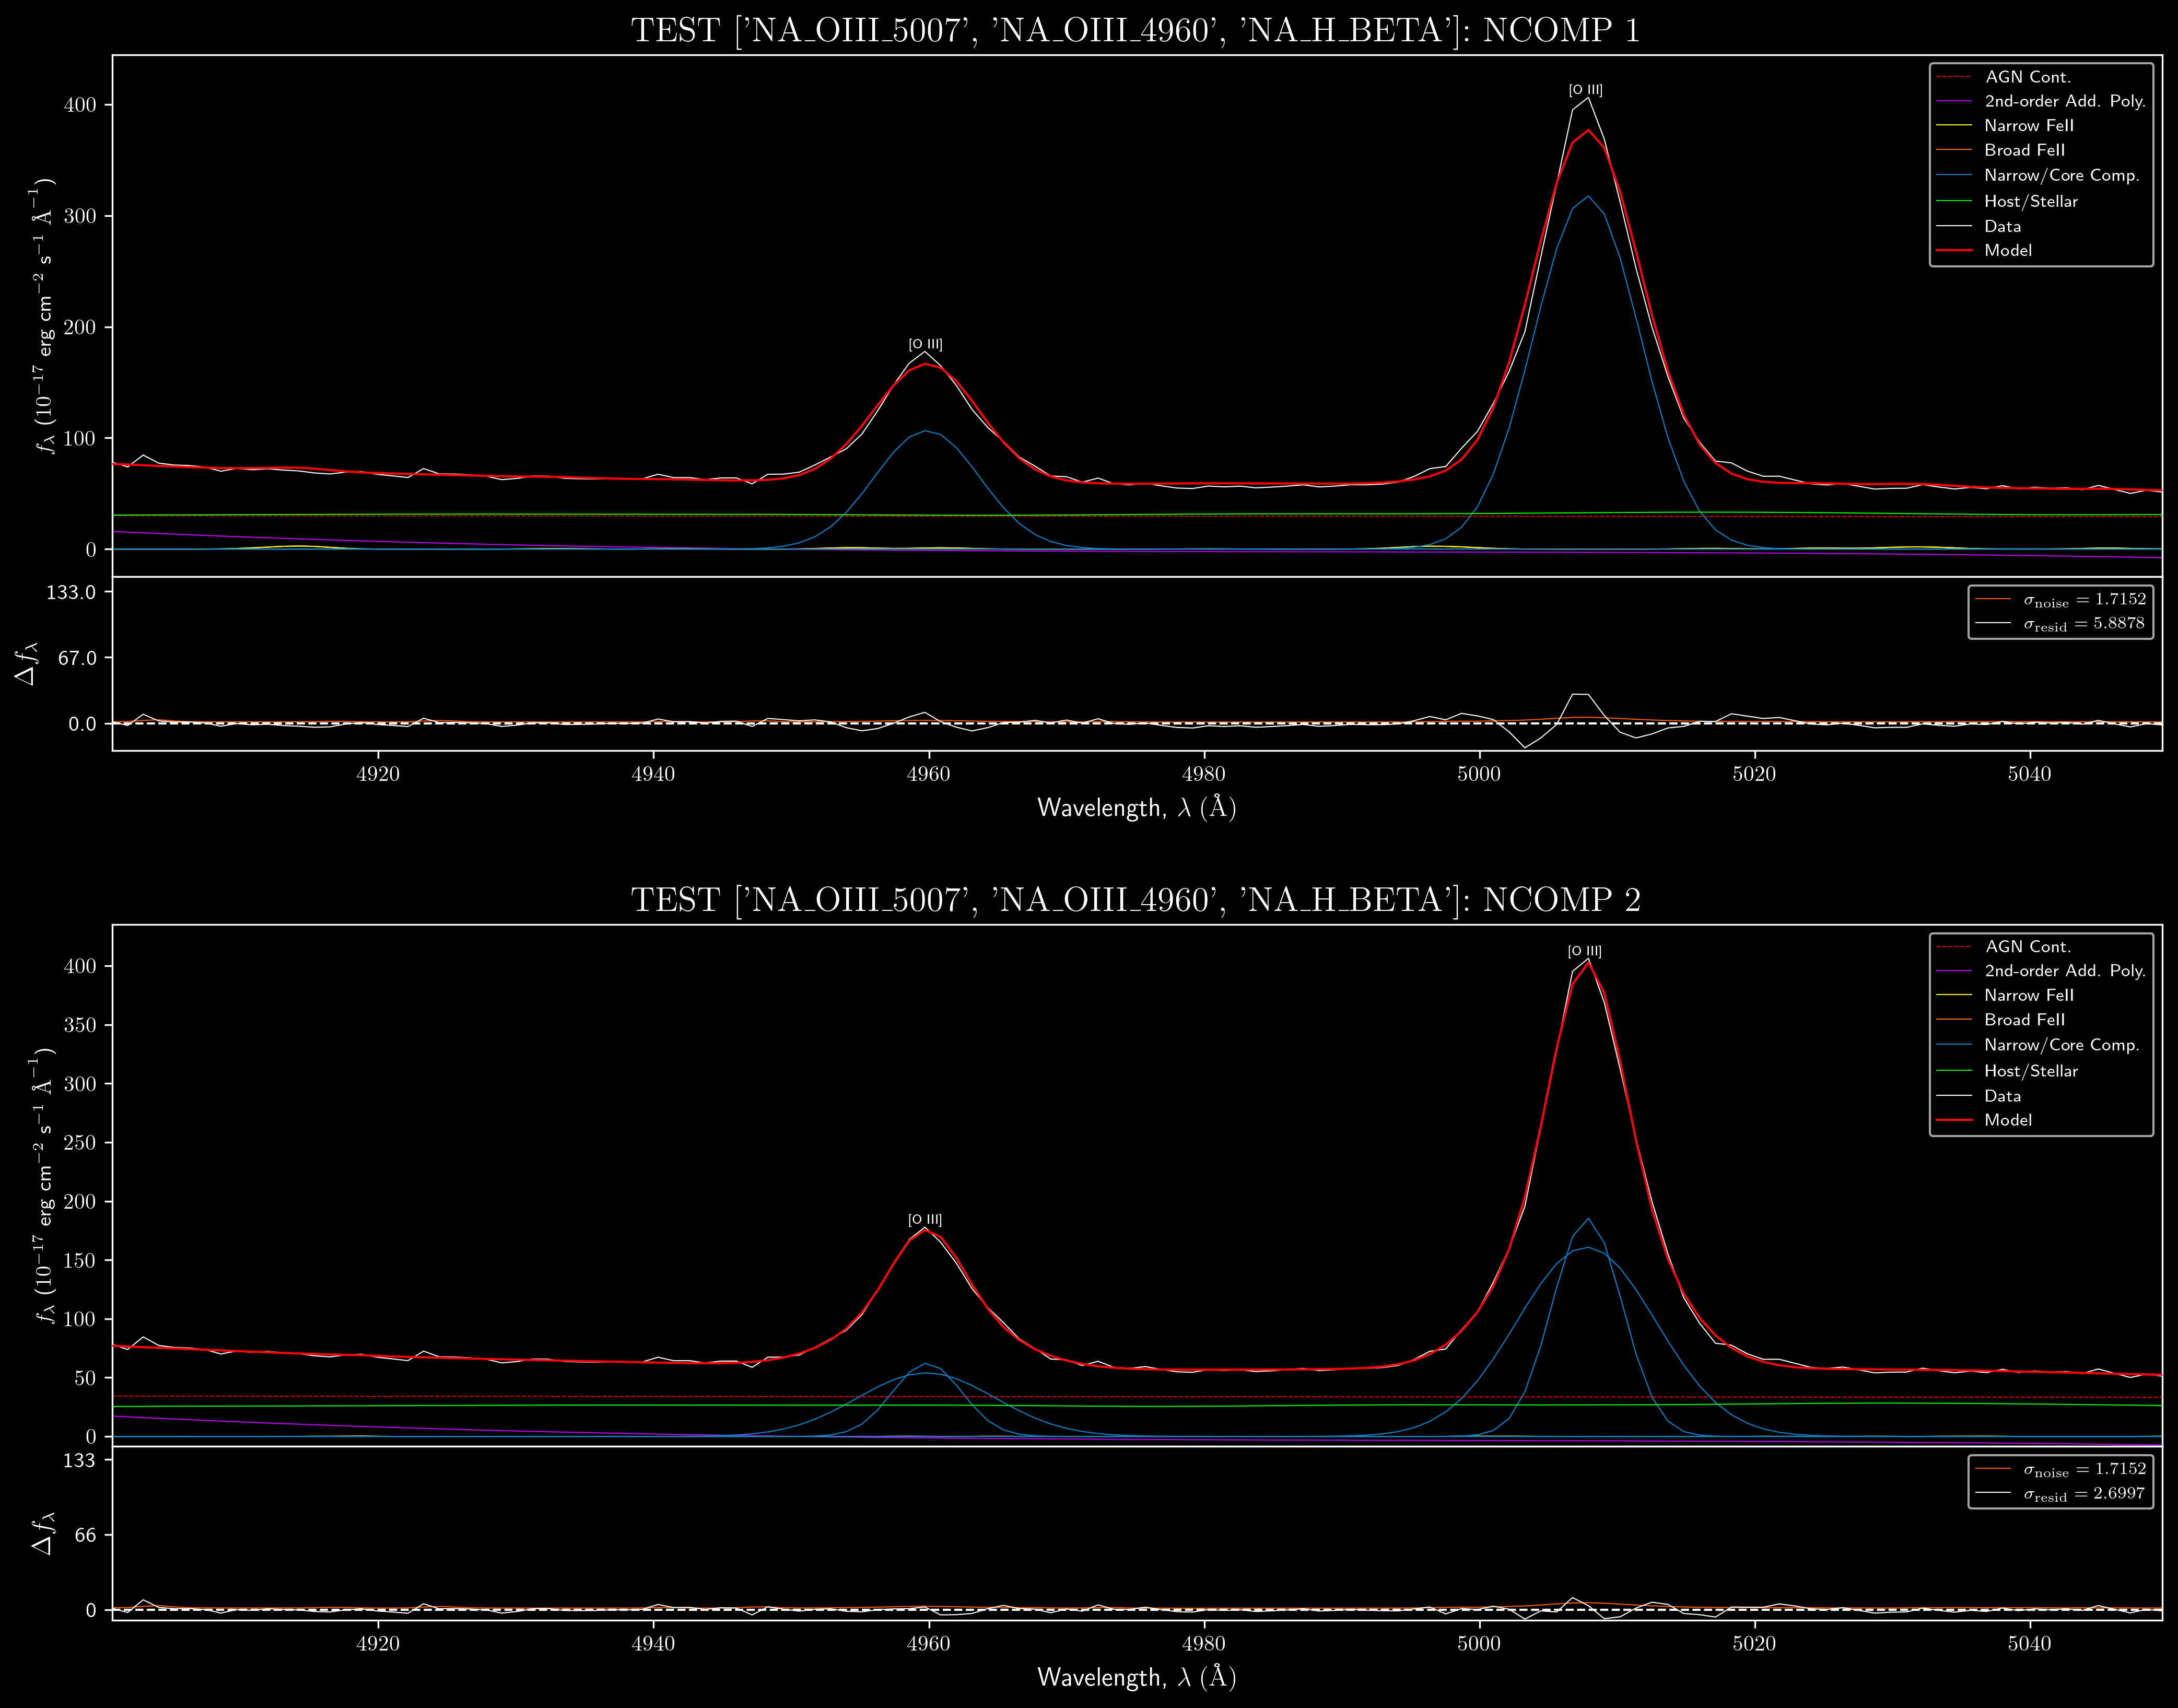 TEST ['NA_OIII_5007', 'NA_OIII_4960', 'NA_H_BETA']: NCOMP 1
[O III]
[O III]
AGN Cont.
2nd-order Add. Poly.
Narrow FeII
Broad FeII
Narrow/Core Comp.
Host/Stellar
Data
Model
400
300
200
100
0
f_λ (10^−17 erg cm^−2 s^−1 Å^−1)
133.0
67.0
0.0
Δf_λ
σ_noise = 1.7152
σ_resid = 5.8878
4920 4940 4960 4980 5000 5020 5040
Wavelength, λ (Å)
TEST ['NA_OIII_5007', 'NA_OIII_4960', 'NA_H_BETA']: NCOMP 2
[O III]
[O III]
AGN Cont.
2nd-order Add. Poly.
Narrow FeII
Broad FeII
Narrow/Core Comp.
Host/Stellar
Data
Model
400
350
300
250
200
150
100
50
0
f_λ (10^−17 erg cm^−2 s^−1 Å^−1)
133
66
0
Δf_λ
σ_noise = 1.7152
σ_resid = 2.6997
4920 4940 4960 4980 5000 5020 5040
Wavelength, λ (Å)